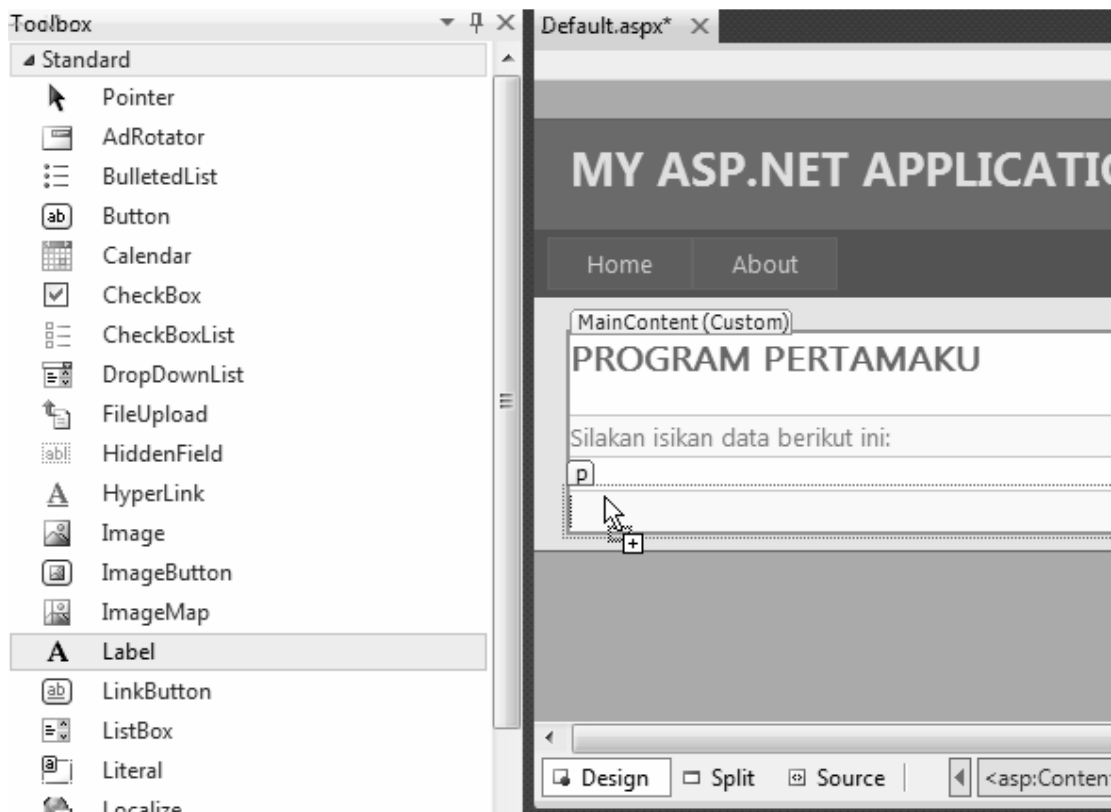 Toolbox
Standard
Pointer
AdRotator
BulletedList
Button
Calendar
CheckBox
CheckBoxList
DropDownList
FileUpload
HiddenField
HyperLink
Image
ImageButton
ImageMap
Label
LinkButton
ListBox
Literal
Localize
Default.aspx*
MY ASP.NET APPLICATIO
Home About
MainContent (Custom)
PROGRAM PERTAMAKU
Silakan isikan data berikut ini:
p
Design Split Source <asp:Content